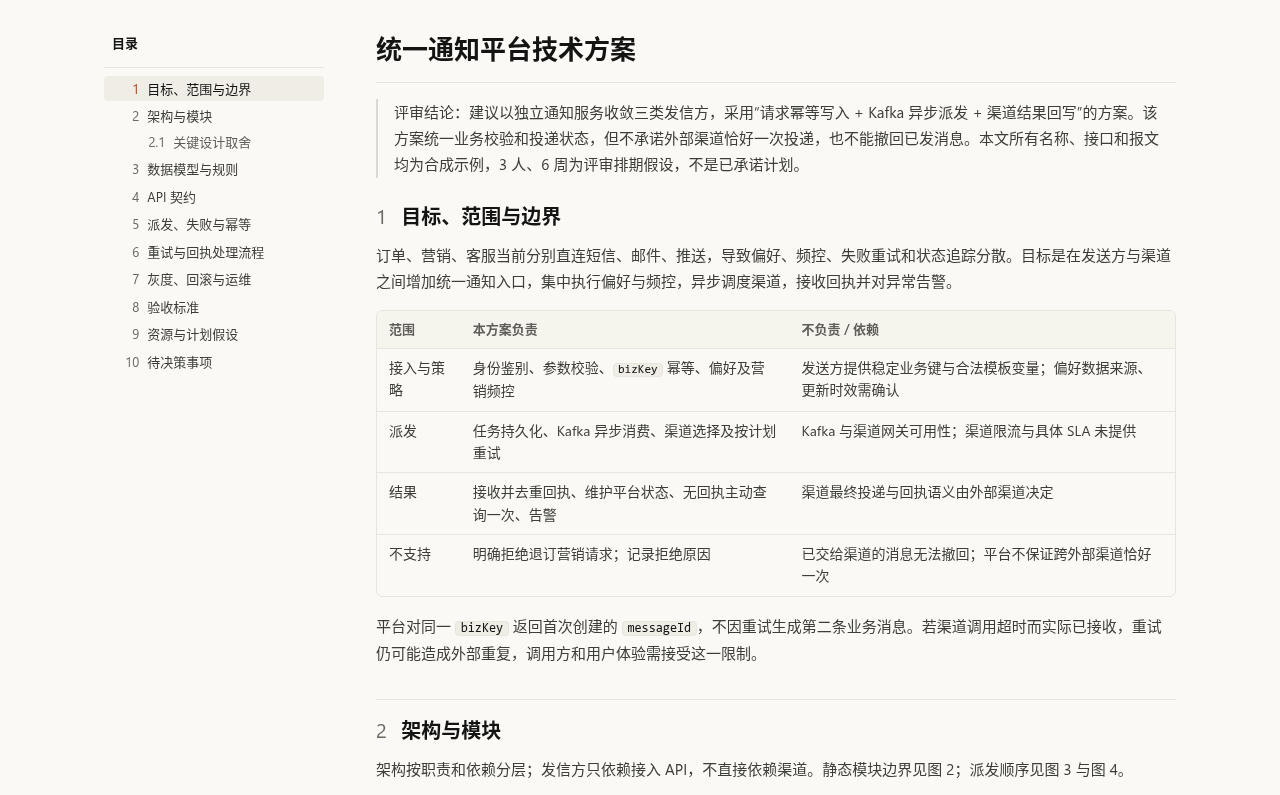 目录
1 目标、范围与边界
2 架构与模块
2.1 关键设计取舍
3 数据模型与规则
4 API 契约
5 派发、失败与幂等
6 重试与回执处理流程
7 灰度、回滚与运维
8 验收标准
9 资源与计划假设
10 待决策事项
统一通知平台技术方案
评审结论：建议以独立通知服务收敛三类发信方，采用“请求幂等写入 + Kafka 异步派发 + 渠道结果回写”的方案。该
方案统一业务校验和投递状态，但不承诺外部渠道恰好一次投递，也不能撤回已发消息。本文所有名称、接口和报文
均为合成示例，3 人、6 周为评审排期假设，不是已承诺计划。
1 目标、范围与边界
订单、营销、客服当前分别直连短信、邮件、推送，导致偏好、频控、失败重试和状态追踪分散。目标是在发送方与渠道
之间增加统一通知入口，集中执行偏好与频控，异步调度渠道，接收回执并对异常告警。
范围 本方案负责 不负责 / 依赖
接入与策 身份鉴别、参数校验、bizKey 幂等、偏好及营 发送方提供稳定业务键与合法模板变量；偏好数据来源、
略 销频控 更新时效需确认
派发 任务持久化、Kafka 异步消费、渠道选择及按计划 Kafka 与渠道网关可用性；渠道限流与具体 SLA 未提供
重试
结果 接收并去重回执、维护平台状态、无回执主动查 渠道最终投递与回执语义由外部渠道决定
询一次、告警
不支持 明确拒绝退订营销请求；记录拒绝原因 已交给渠道的消息无法撤回；平台不保证跨外部渠道恰好
一次
平台对同一 bizKey 返回首次创建的 messageId，不因重试生成第二条业务消息。若渠道调用超时而实际已接收，重试
仍可能造成外部重复，调用方和用户体验需接受这一限制。
2 架构与模块
架构按职责和依赖分层；发信方只依赖接入 API，不直接依赖渠道。静态模块边界见图 2；派发顺序见图 3 与图 4。